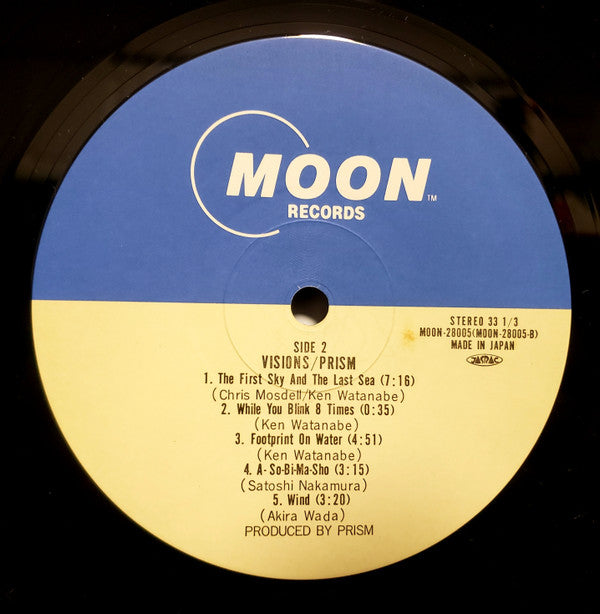 MOON TM
RECORDS
STEREO 33 1/3
MOON-28005(MOON-28005-B)
MADE IN JAPAN
JASRAC
SIDE 2
VISIONS/PRISM
1. The First Sky And The Last Sea (7:16)
(Chris Mosdell/Ken Watanabe)
2. While You Blink 8 Times (0:35)
(Ken Watanabe)
3. Footprint On Water (4:51)
(Ken Watanabe)
4. A-So-Bi-Ma-Sho (3:15)
(Satoshi Nakamura)
5. Wind (3:20)
(Akira Wada)
PRODUCED BY PRISM